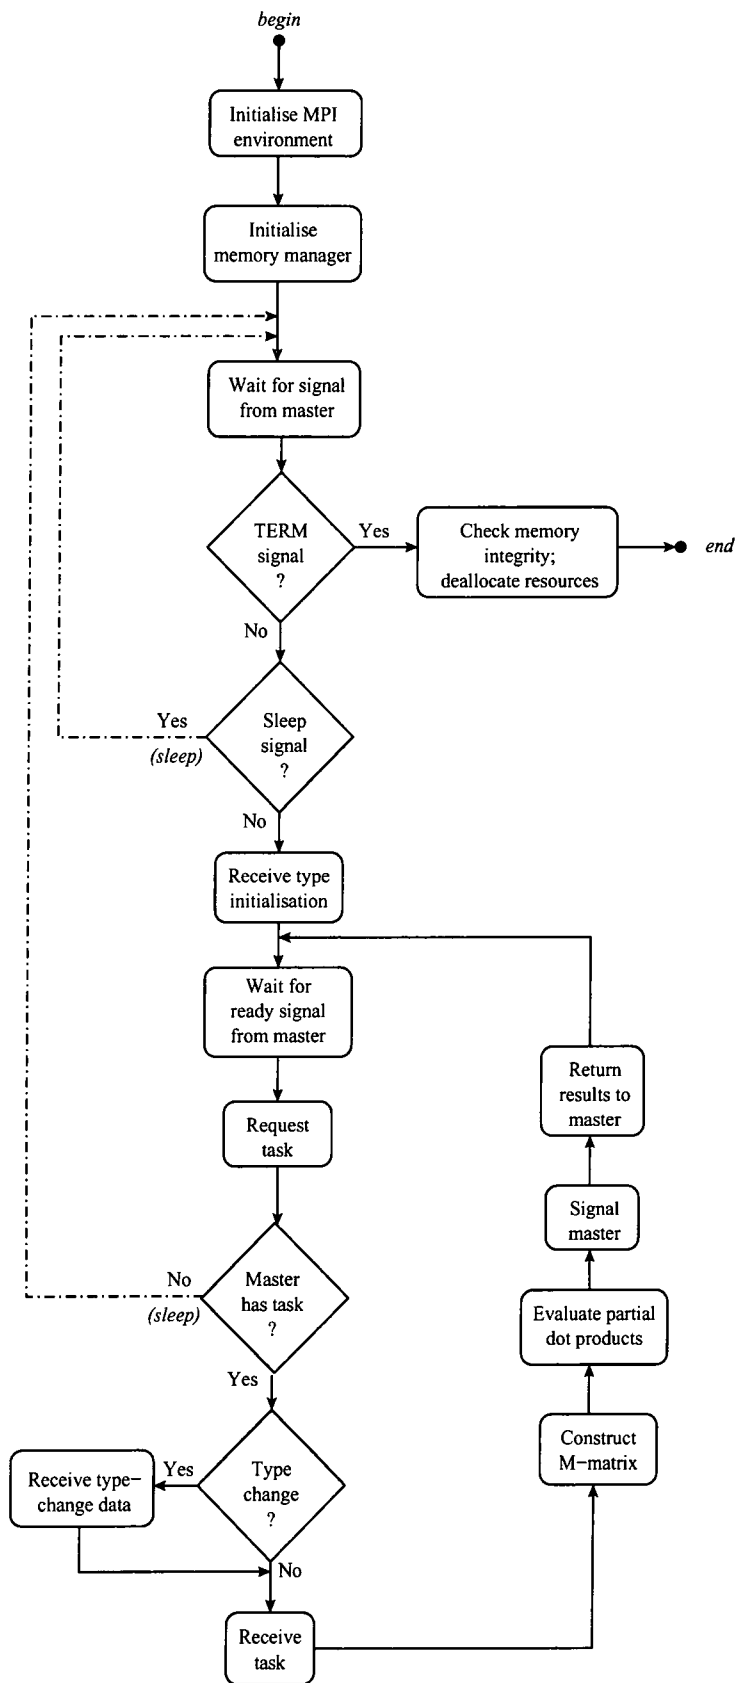 begin
Initialise MPI
environment
Initialise
memory manager
Wait for signal
from master
TERM
signal
?
Yes
Check memory
integrity;
deallocate resources
end
No
Sleep
signal
?
Yes
(sleep)
No
Receive type
initialisation
Wait for
ready signal
from master
Request
task
Master
has task
?
No
(sleep)
Yes
Type
change
?
Yes
Receive type−
change data
No
Receive
task
Construct
M−matrix
Evaluate partial
dot products
Signal
master
Return
results to
master